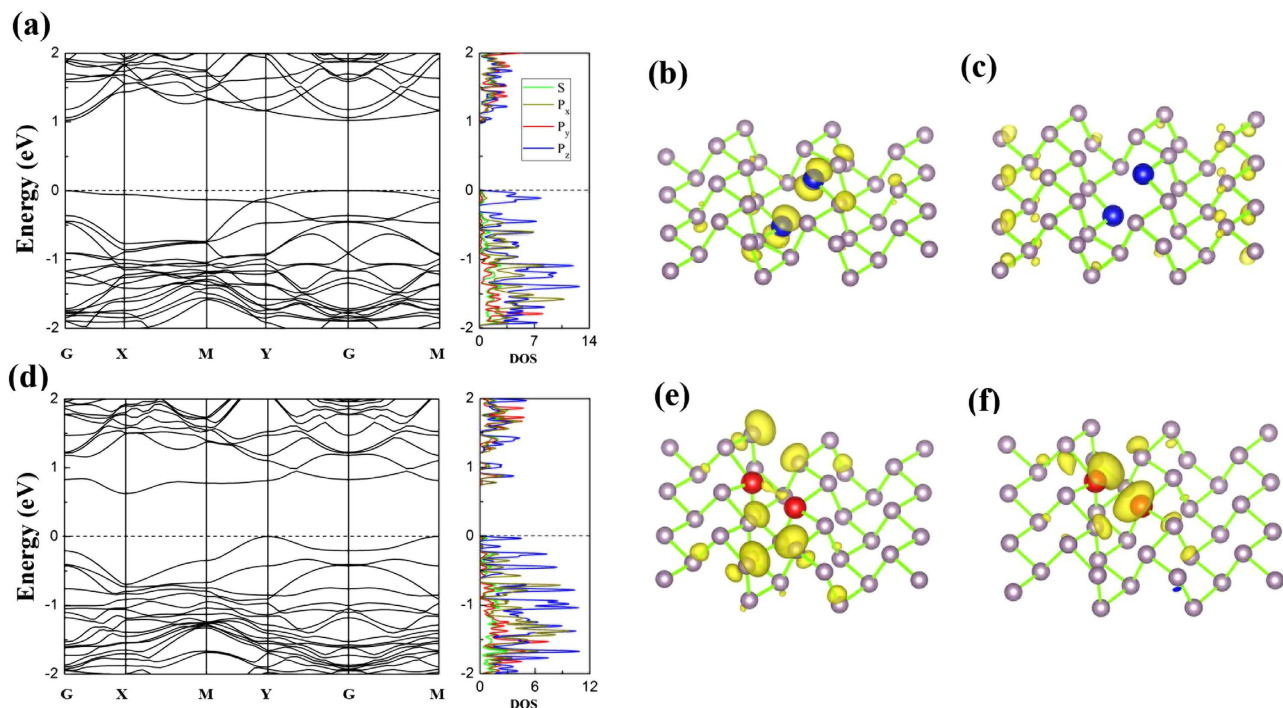 (a)
Energy (eV)
2
1
0
-1
-2
G X M Y G M
2
1
0
-1
-2
0 7 14
DOS
S
Px
Py
Pz
(b)
(c)
(d)
Energy (eV)
2
1
0
-1
-2
G X M Y G M
2
1
0
-1
-2
0 6 12
DOS
(e)
(f)